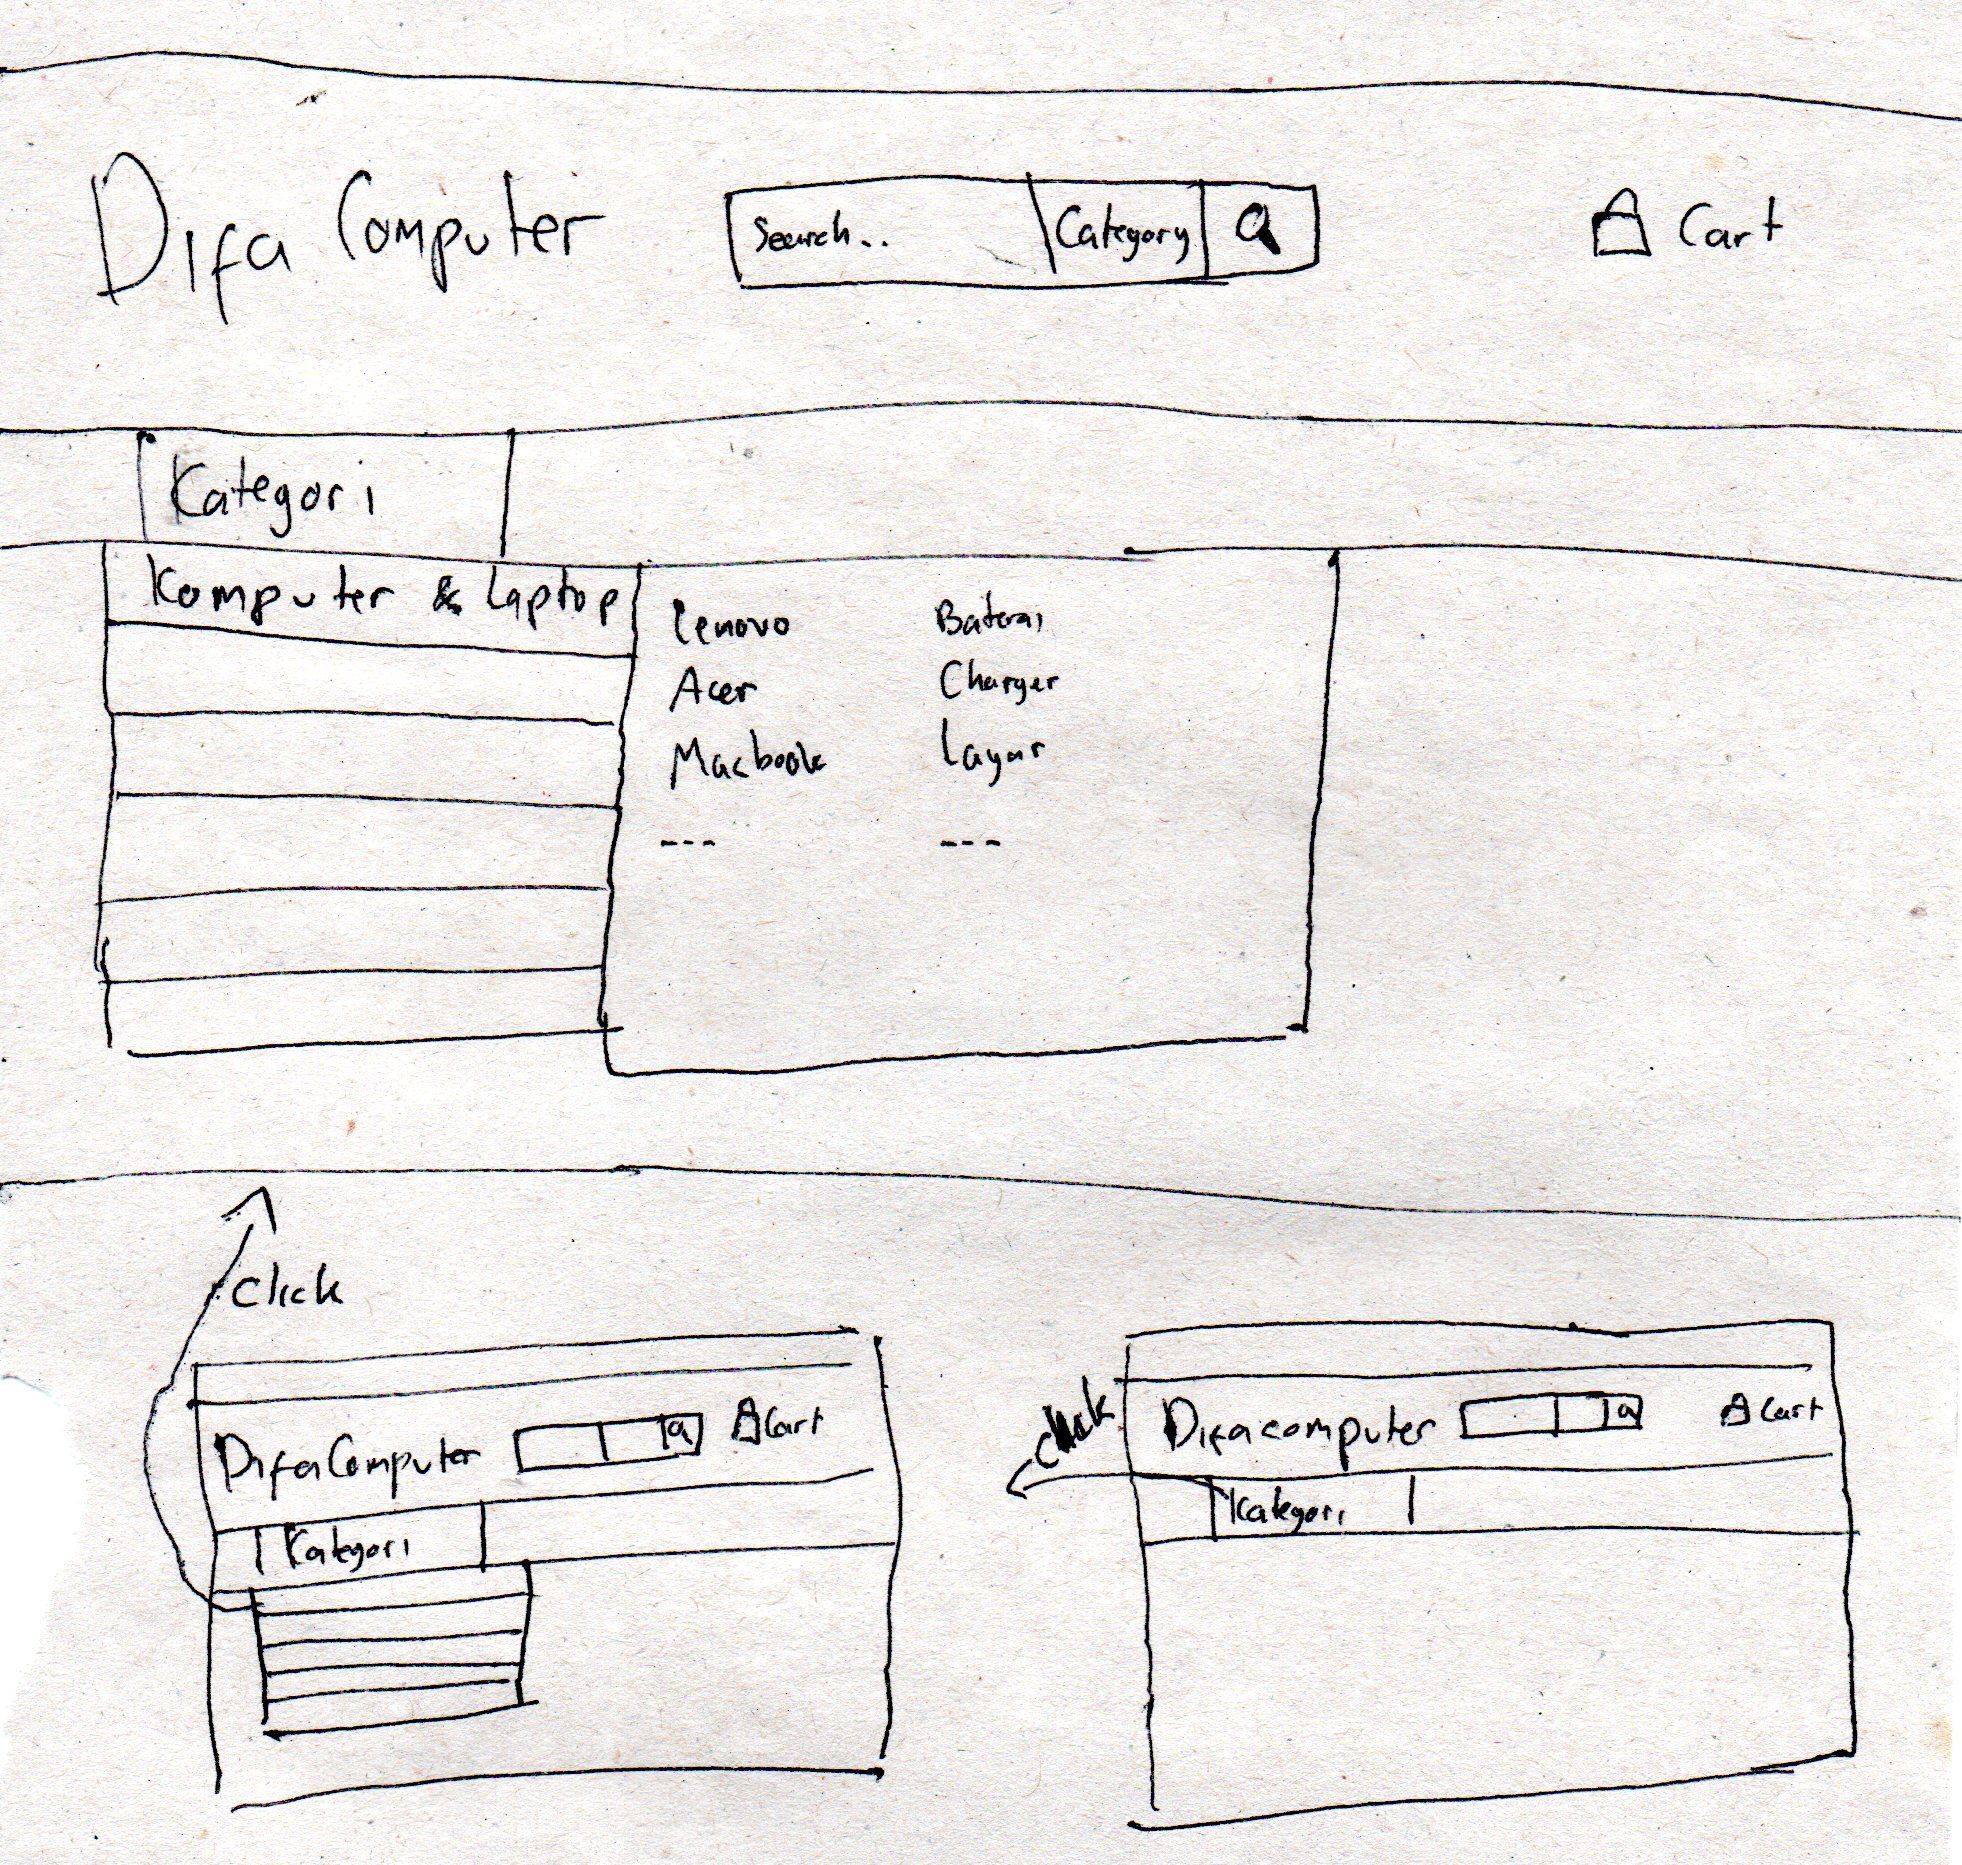 Difa Computer
Search..
Category
Cart
Kategori
Komputer & Laptop
Lenovo
Baterai
Acer
Charger
Macbook
Layar
---
---
Click
DifaComputer
Cart
Kategori
Click
Difacomputer
Cart
Kategori